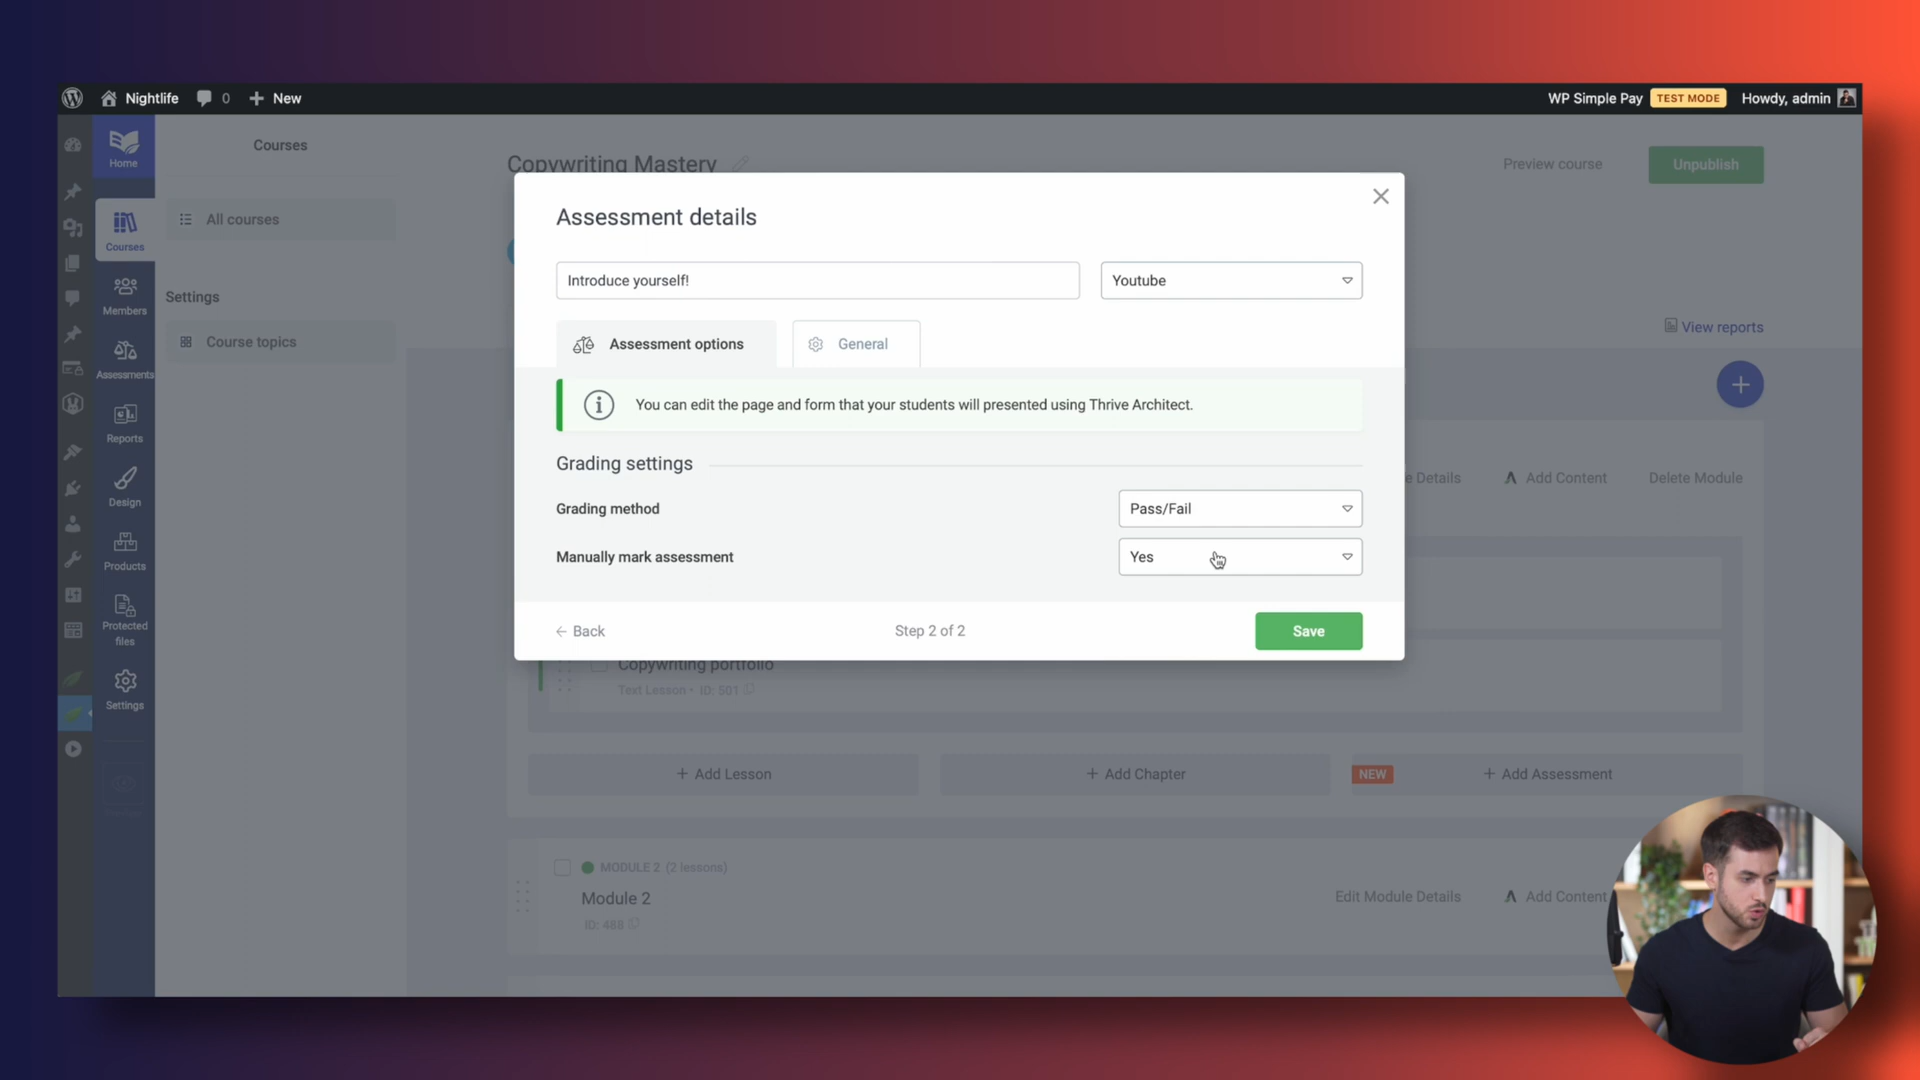 Nightlife 0 + New
WP Simple Pay TEST MODE Howdy, admin
Home
Courses
Members
Assessments
Reports
Design
Products
Protected
files
Settings
Courses
All courses
Settings
Course topics
Copywriting Mastery
Preview course
Unpublish
View reports
Assessment details
Introduce yourself!
Youtube
Assessment options
General
You can edit the page and form that your students will presented using Thrive Architect.
Grading settings
Grading method
Pass/Fail
Manually mark assessment
Yes
← Back
Step 2 of 2
Save
e Details
Add Content
Delete Module
Copywriting portfolio
Text Lesson • ID: 501
+ Add Lesson
+ Add Chapter
NEW
+ Add Assessment
MODULE 2 (2 lessons)
Module 2
ID: 488
Edit Module Details
Add Content